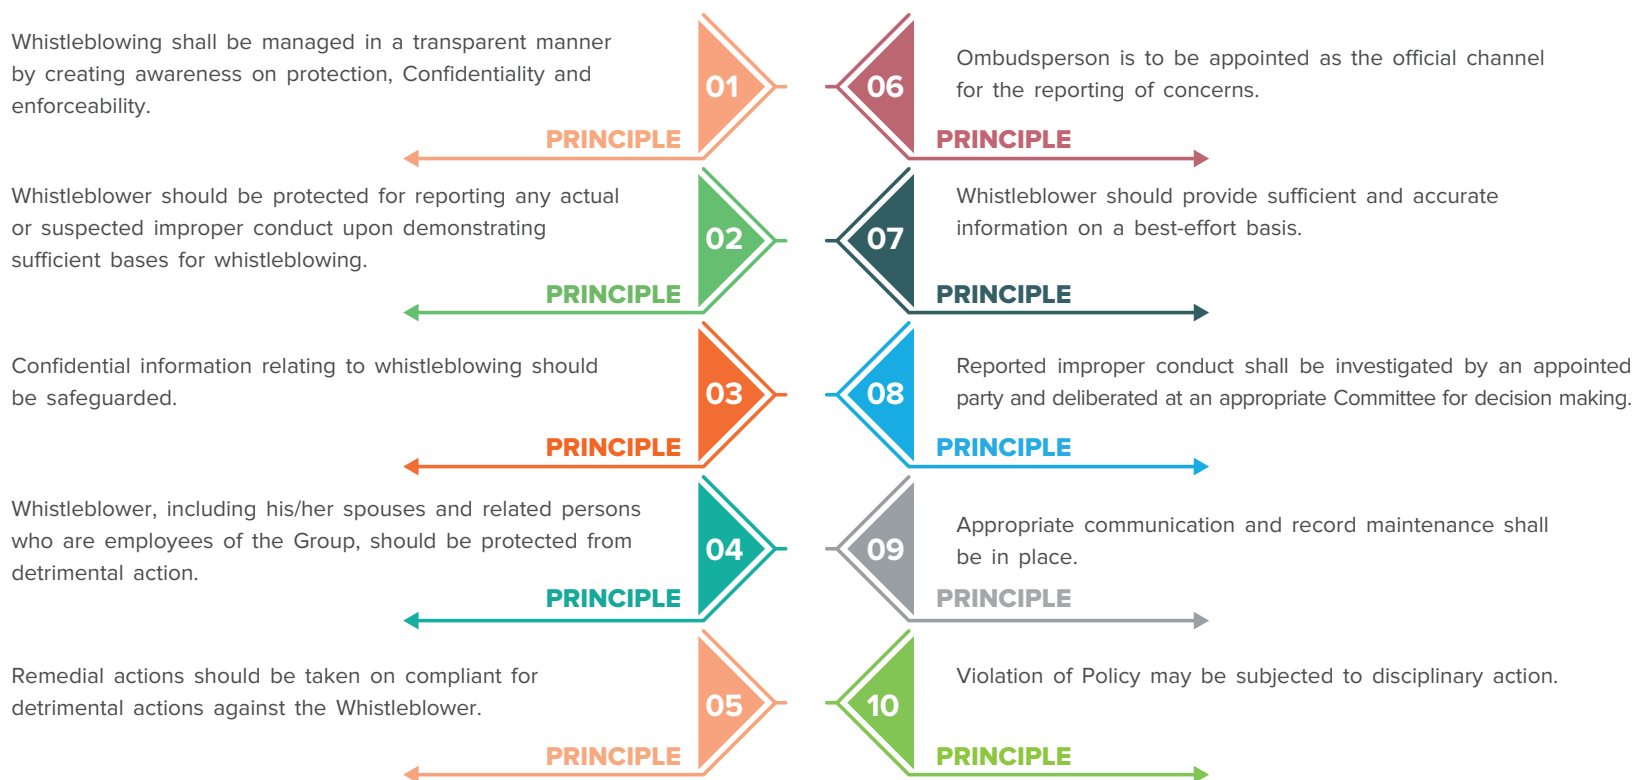 Whistleblowing shall be managed in a transparent manner
by creating awareness on protection, Confidentiality and
enforceability.
01
PRINCIPLE
Whistleblower should be protected for reporting any actual
or suspected improper conduct upon demonstrating
sufficient bases for whistleblowing.
02
PRINCIPLE
Confidential information relating to whistleblowing should
be safeguarded.
03
PRINCIPLE
Whistleblower, including his/her spouses and related persons
who are employees of the Group, should be protected from
detrimental action.
04
PRINCIPLE
Remedial actions should be taken on compliant for
detrimental actions against the Whistleblower.
05
PRINCIPLE
Ombudsperson is to be appointed as the official channel
for the reporting of concerns.
06
PRINCIPLE
Whistleblower should provide sufficient and accurate
information on a best-effort basis.
07
PRINCIPLE
Reported improper conduct shall be investigated by an appointed
party and deliberated at an appropriate Committee for decision making.
08
PRINCIPLE
Appropriate communication and record maintenance shall
be in place.
09
PRINCIPLE
Violation of Policy may be subjected to disciplinary action.
10
PRINCIPLE